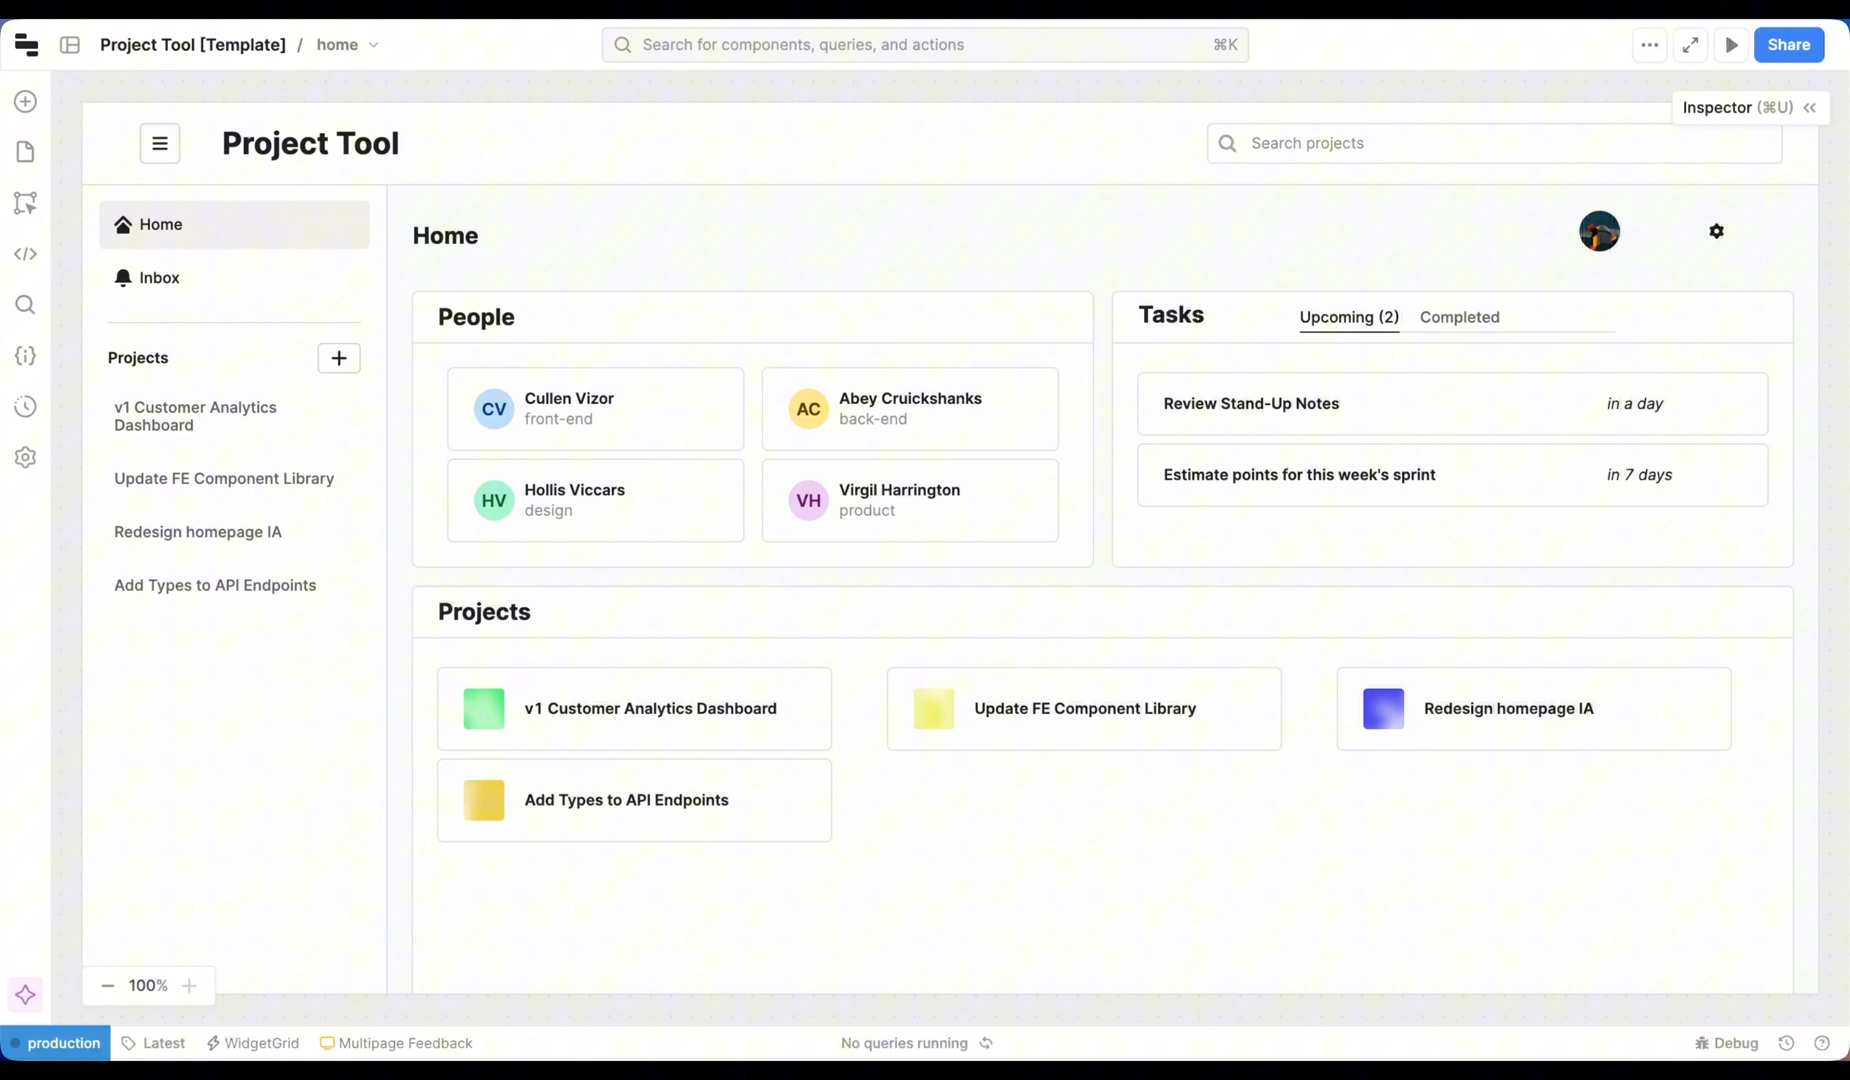 Project Tool [Template] / home
Search for components, queries, and actions ⌘K
Share
Inspector (⌘U)
Project Tool
Search projects
Home
Inbox
Projects
v1 Customer Analytics
Dashboard
Update FE Component Library
Redesign homepage IA
Add Types to API Endpoints
Home
People
CV
Cullen Vizor
front-end
AC
Abey Cruickshanks
back-end
HV
Hollis Viccars
design
VH
Virgil Harrington
product
Tasks
Upcoming (2)
Completed
Review Stand-Up Notes
in a day
Estimate points for this week's sprint
in 7 days
Projects
v1 Customer Analytics Dashboard
Update FE Component Library
Redesign homepage IA
Add Types to API Endpoints
100%
production
Latest
WidgetGrid
Multipage Feedback
No queries running
Debug